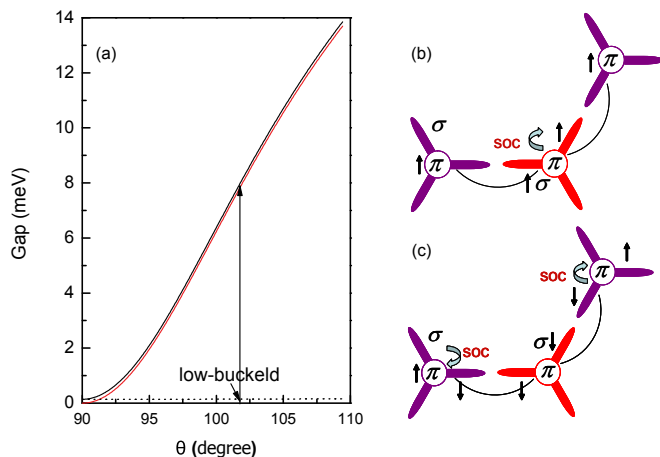 14
12
10
8
6
4
2
0
Gap (meV)
(a)
low-buckeld
90
95
100
105
110
θ (degree)
(b)
π
σ
soc
π
π
σ
(c)
π
soc
σ
soc
σ
π
π